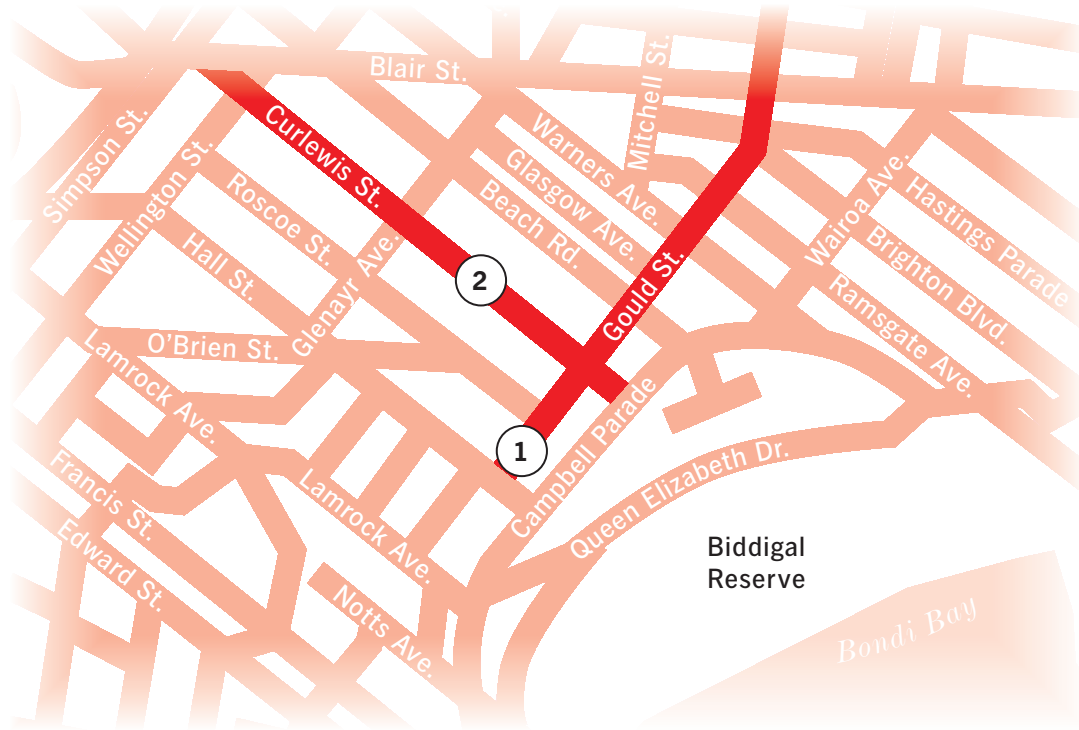 Blair St.
Mitchell St.
Curlewis St.
Simpson St.
Wellington St.
Warners Ave.
Glasgow Ave.
Beach Rd.
Roscoe St.
Hall St.
Glenayr Ave.
Wairoa Ave.
Hastings Parade
Brighton Blvd.
Ramsgate Ave.
2
Gould St.
O'Brien St.
Lamrock Ave.
1
Campbell Parade
Queen Elizabeth Dr.
Francis St.
Lamrock Ave.
Edward St.
Notts Ave.
Biddigal
Reserve
Bondi Bay